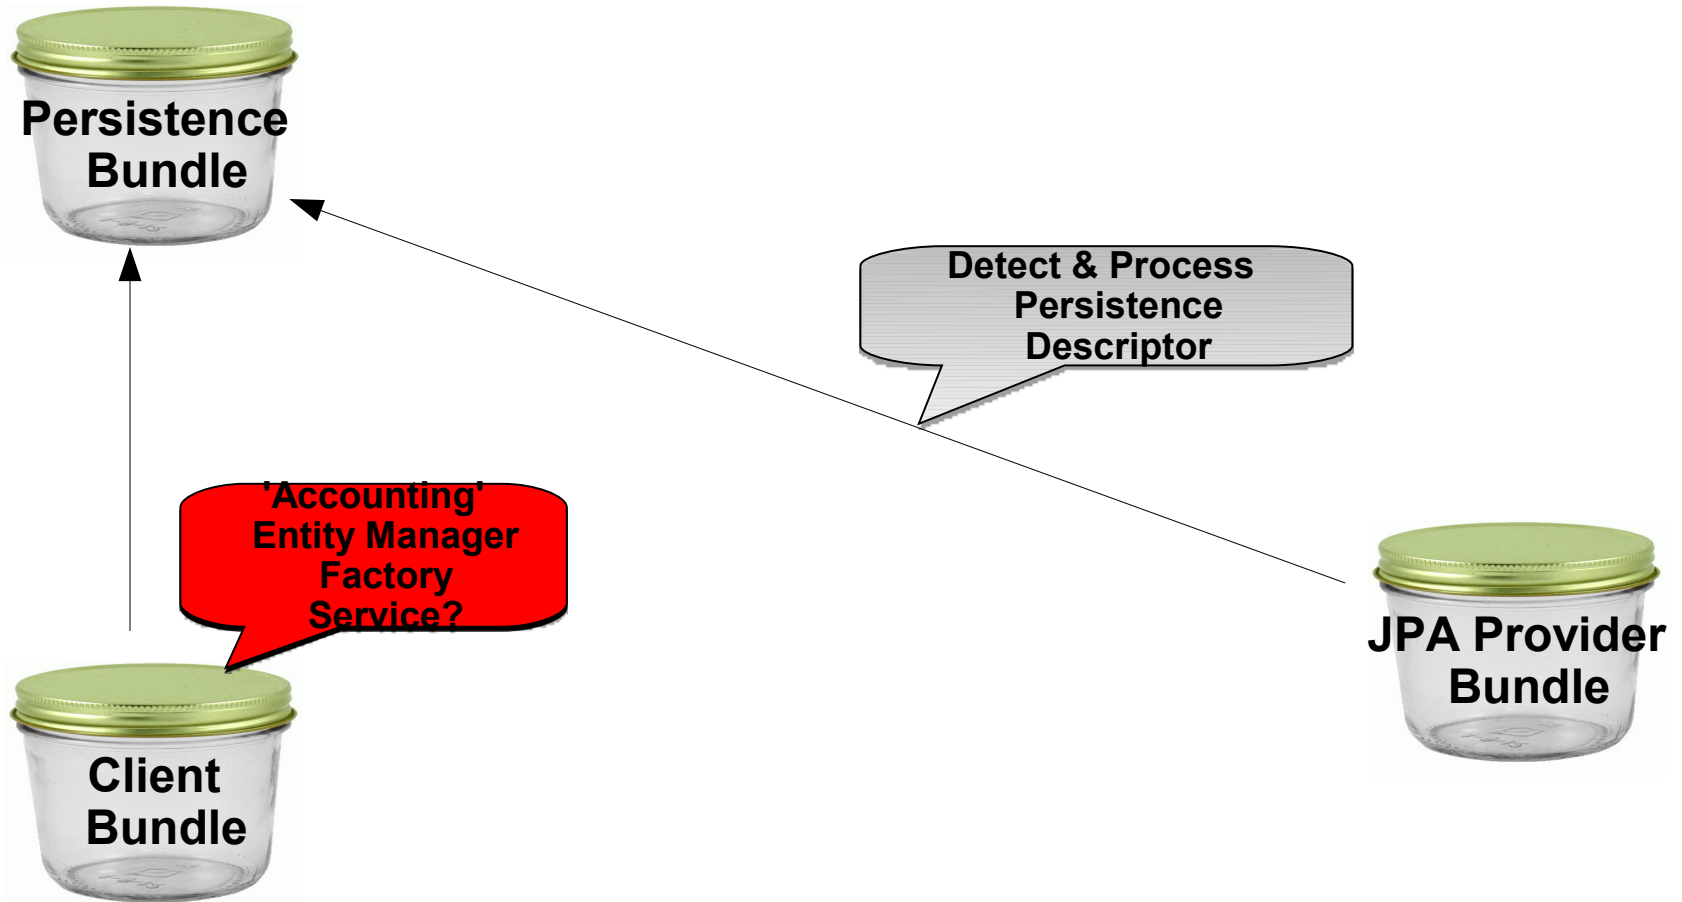 Persistence
Bundle
Detect & Process
Persistence
Descriptor
'Accounting'
Entity Manager
Factory
Service?
JPA Provider
Bundle
Client
Bundle